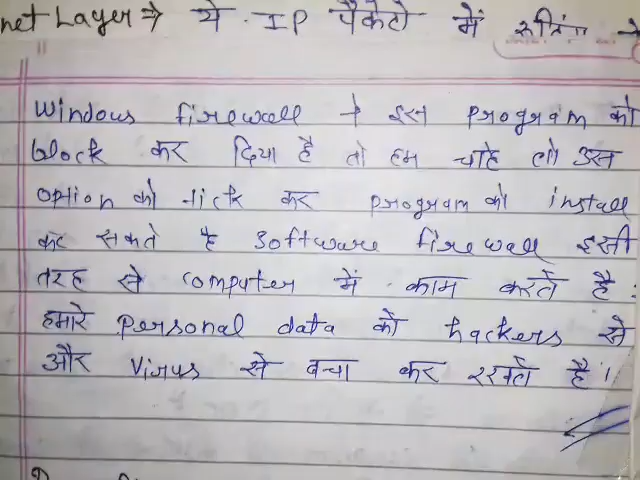 net Layer ⇒ ये IP पैकेटो में रूटिंग
Windows firewall → इस program को
block कर दिया है तो हम चाहे तो उस
option को tick कर program को install
कर सकते है software firewall इसी
तरह से computer में काम करते है.
हमारे personal data को hackers से
और virus से बचा कर रखते है।